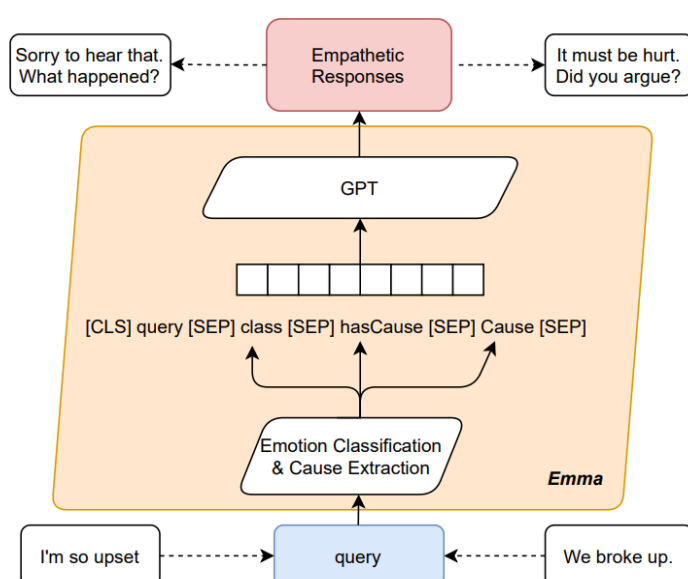 Sorry to hear that.
What happened?
Empathetic
Responses
It must be hurt.
Did you argue?
GPT
[CLS] query [SEP] class [SEP] hasCause [SEP] Cause [SEP]
Emotion Classification
& Cause Extraction
Emma
I'm so upset
query
We broke up.